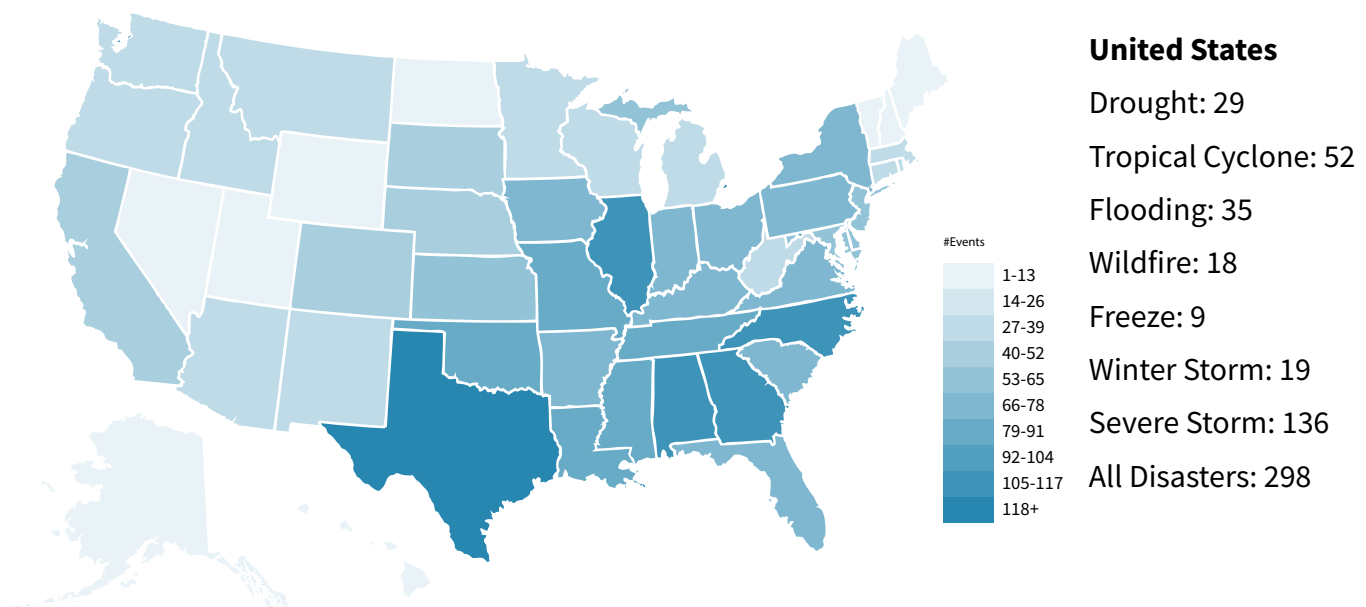 United States
Drought: 29
Tropical Cyclone: 52
Flooding: 35
Wildfire: 18
Freeze: 9
Winter Storm: 19
Severe Storm: 136
All Disasters: 298
#Events
1-13
14-26
27-39
40-52
53-65
66-78
79-91
92-104
105-117
118+